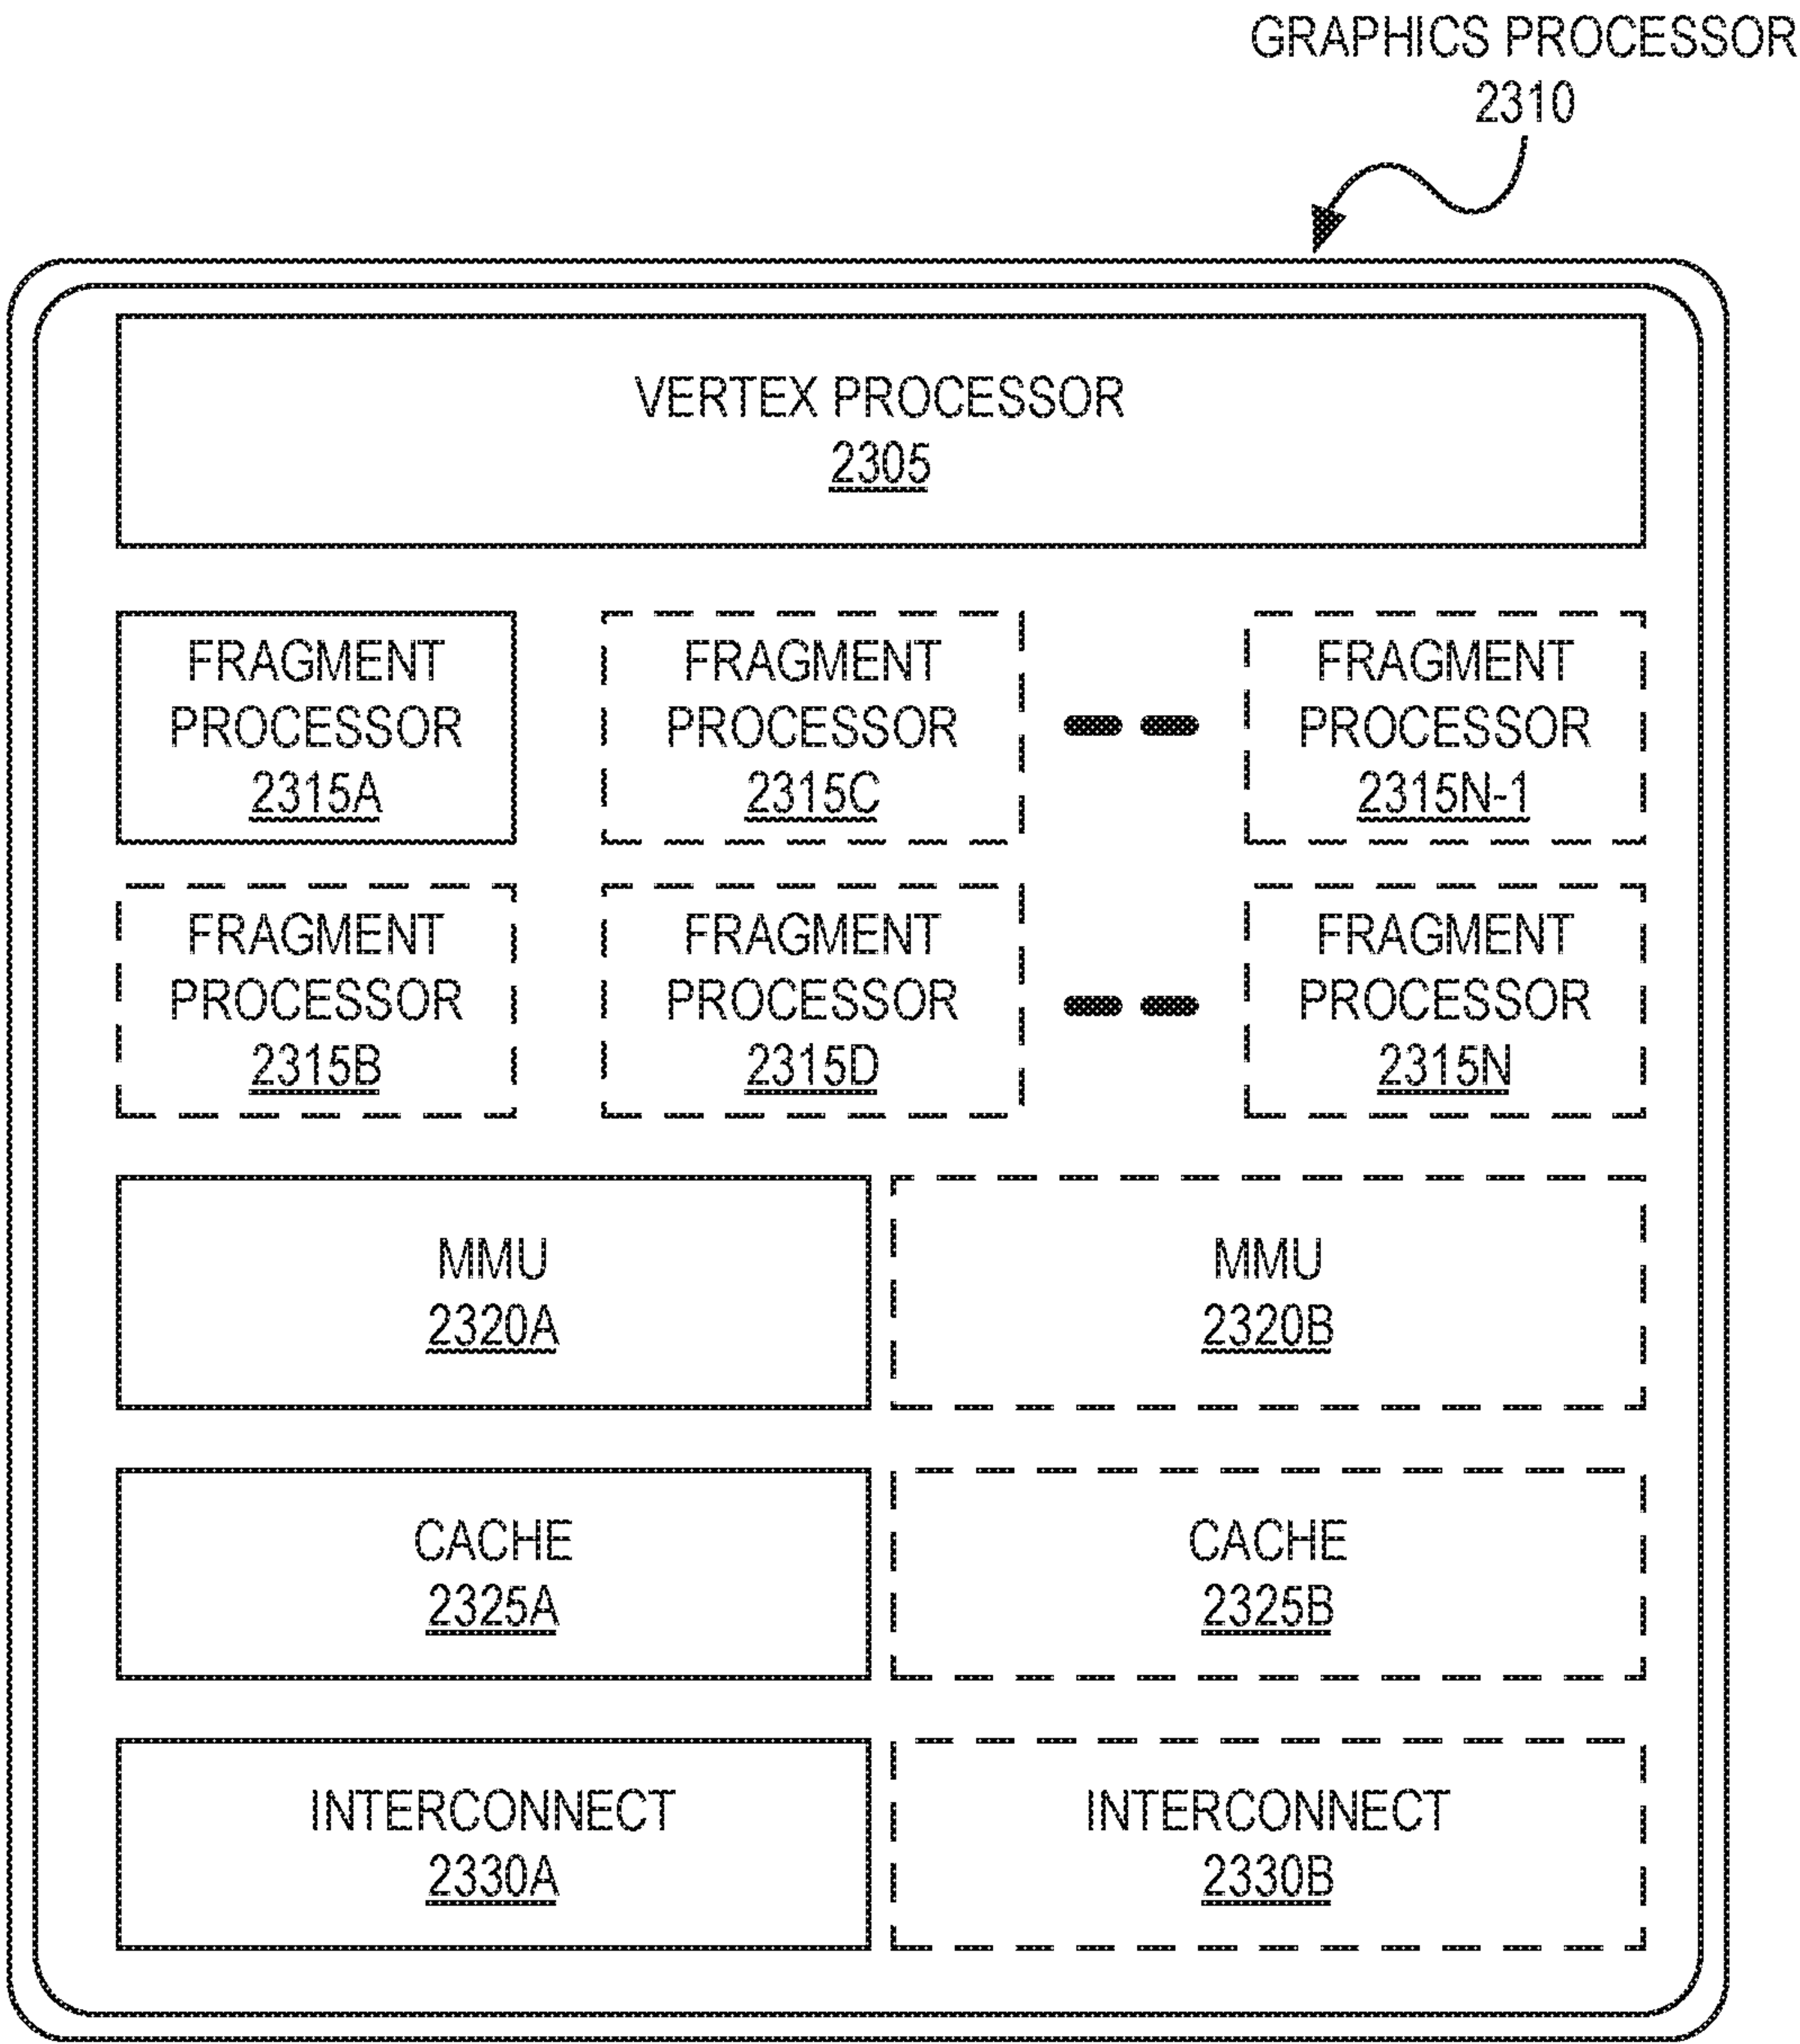 GRAPHICS PROCESSOR
2310
VERTEX PROCESSOR
2305
FRAGMENT
PROCESSOR
2315A
FRAGMENT
PROCESSOR
2315C
FRAGMENT
PROCESSOR
2315N-1
FRAGMENT
PROCESSOR
2315B
FRAGMENT
PROCESSOR
2315D
FRAGMENT
PROCESSOR
2315N
MMU
2320A
MMU
2320B
CACHE
2325A
CACHE
2325B
INTERCONNECT
2330A
INTERCONNECT
2330B